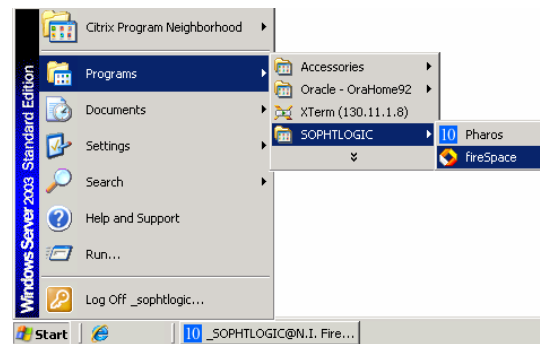 Citrix Program Neighborhood
Programs
Documents
Settings
Search
Help and Support
Run...
Log Off _sophtlogic...
Windows Server 2003 Standard Edition
Accessories
Oracle - OraHome92
XTerm (130.11.1.8)
SOPHTLOGIC
10 Pharos
fireSpace
Start
10 _SOPHTLOGIC@N.I. Fire...